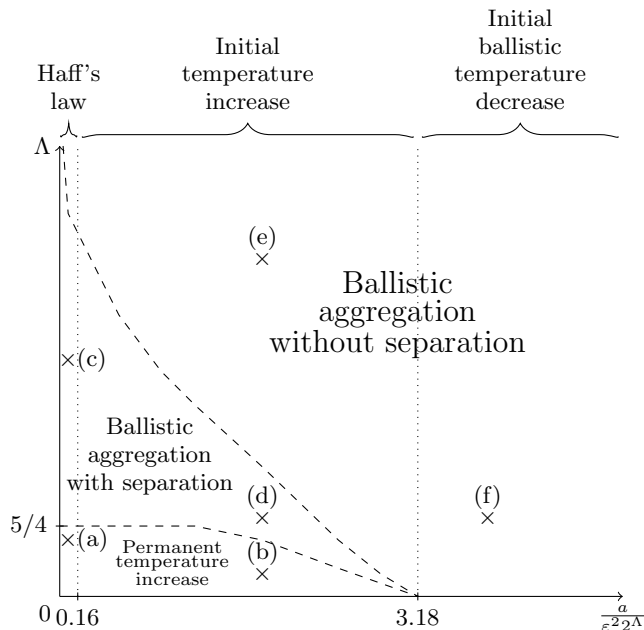 Haff's
law
Initial
temperature
increase
Initial
ballistic
temperature
decrease
Λ
(e)
Ballistic
aggregation
without separation
(c)
Ballistic
aggregation
with separation
(d)
(f)
5/4
(a)
(b)
Permanent
temperature
increase
0
0.16
3.18
a
ε²2^Λ